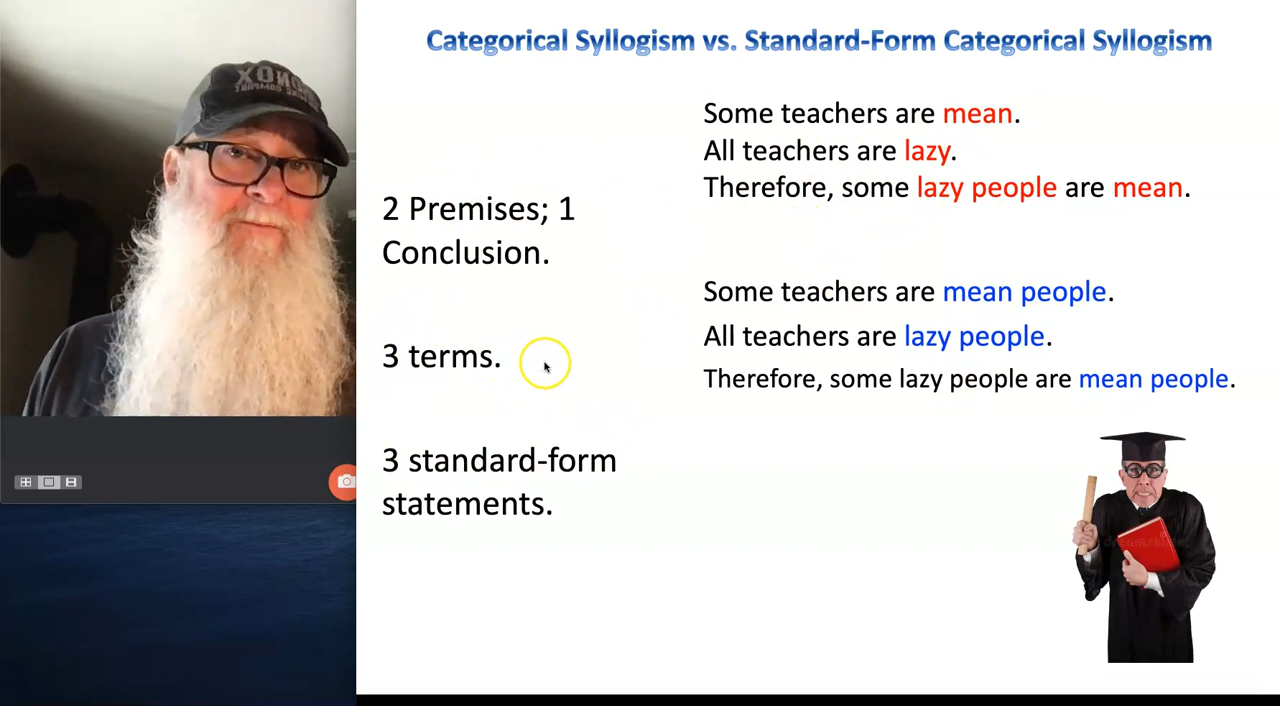 Categorical Syllogism vs. Standard-Form Categorical Syllogism
Some teachers are mean.
All teachers are lazy.
Therefore, some lazy people are mean.
2 Premises; 1
Conclusion.
Some teachers are mean people.
All teachers are lazy people.
Therefore, some lazy people are mean people.
3 terms.
3 standard-form
statements.